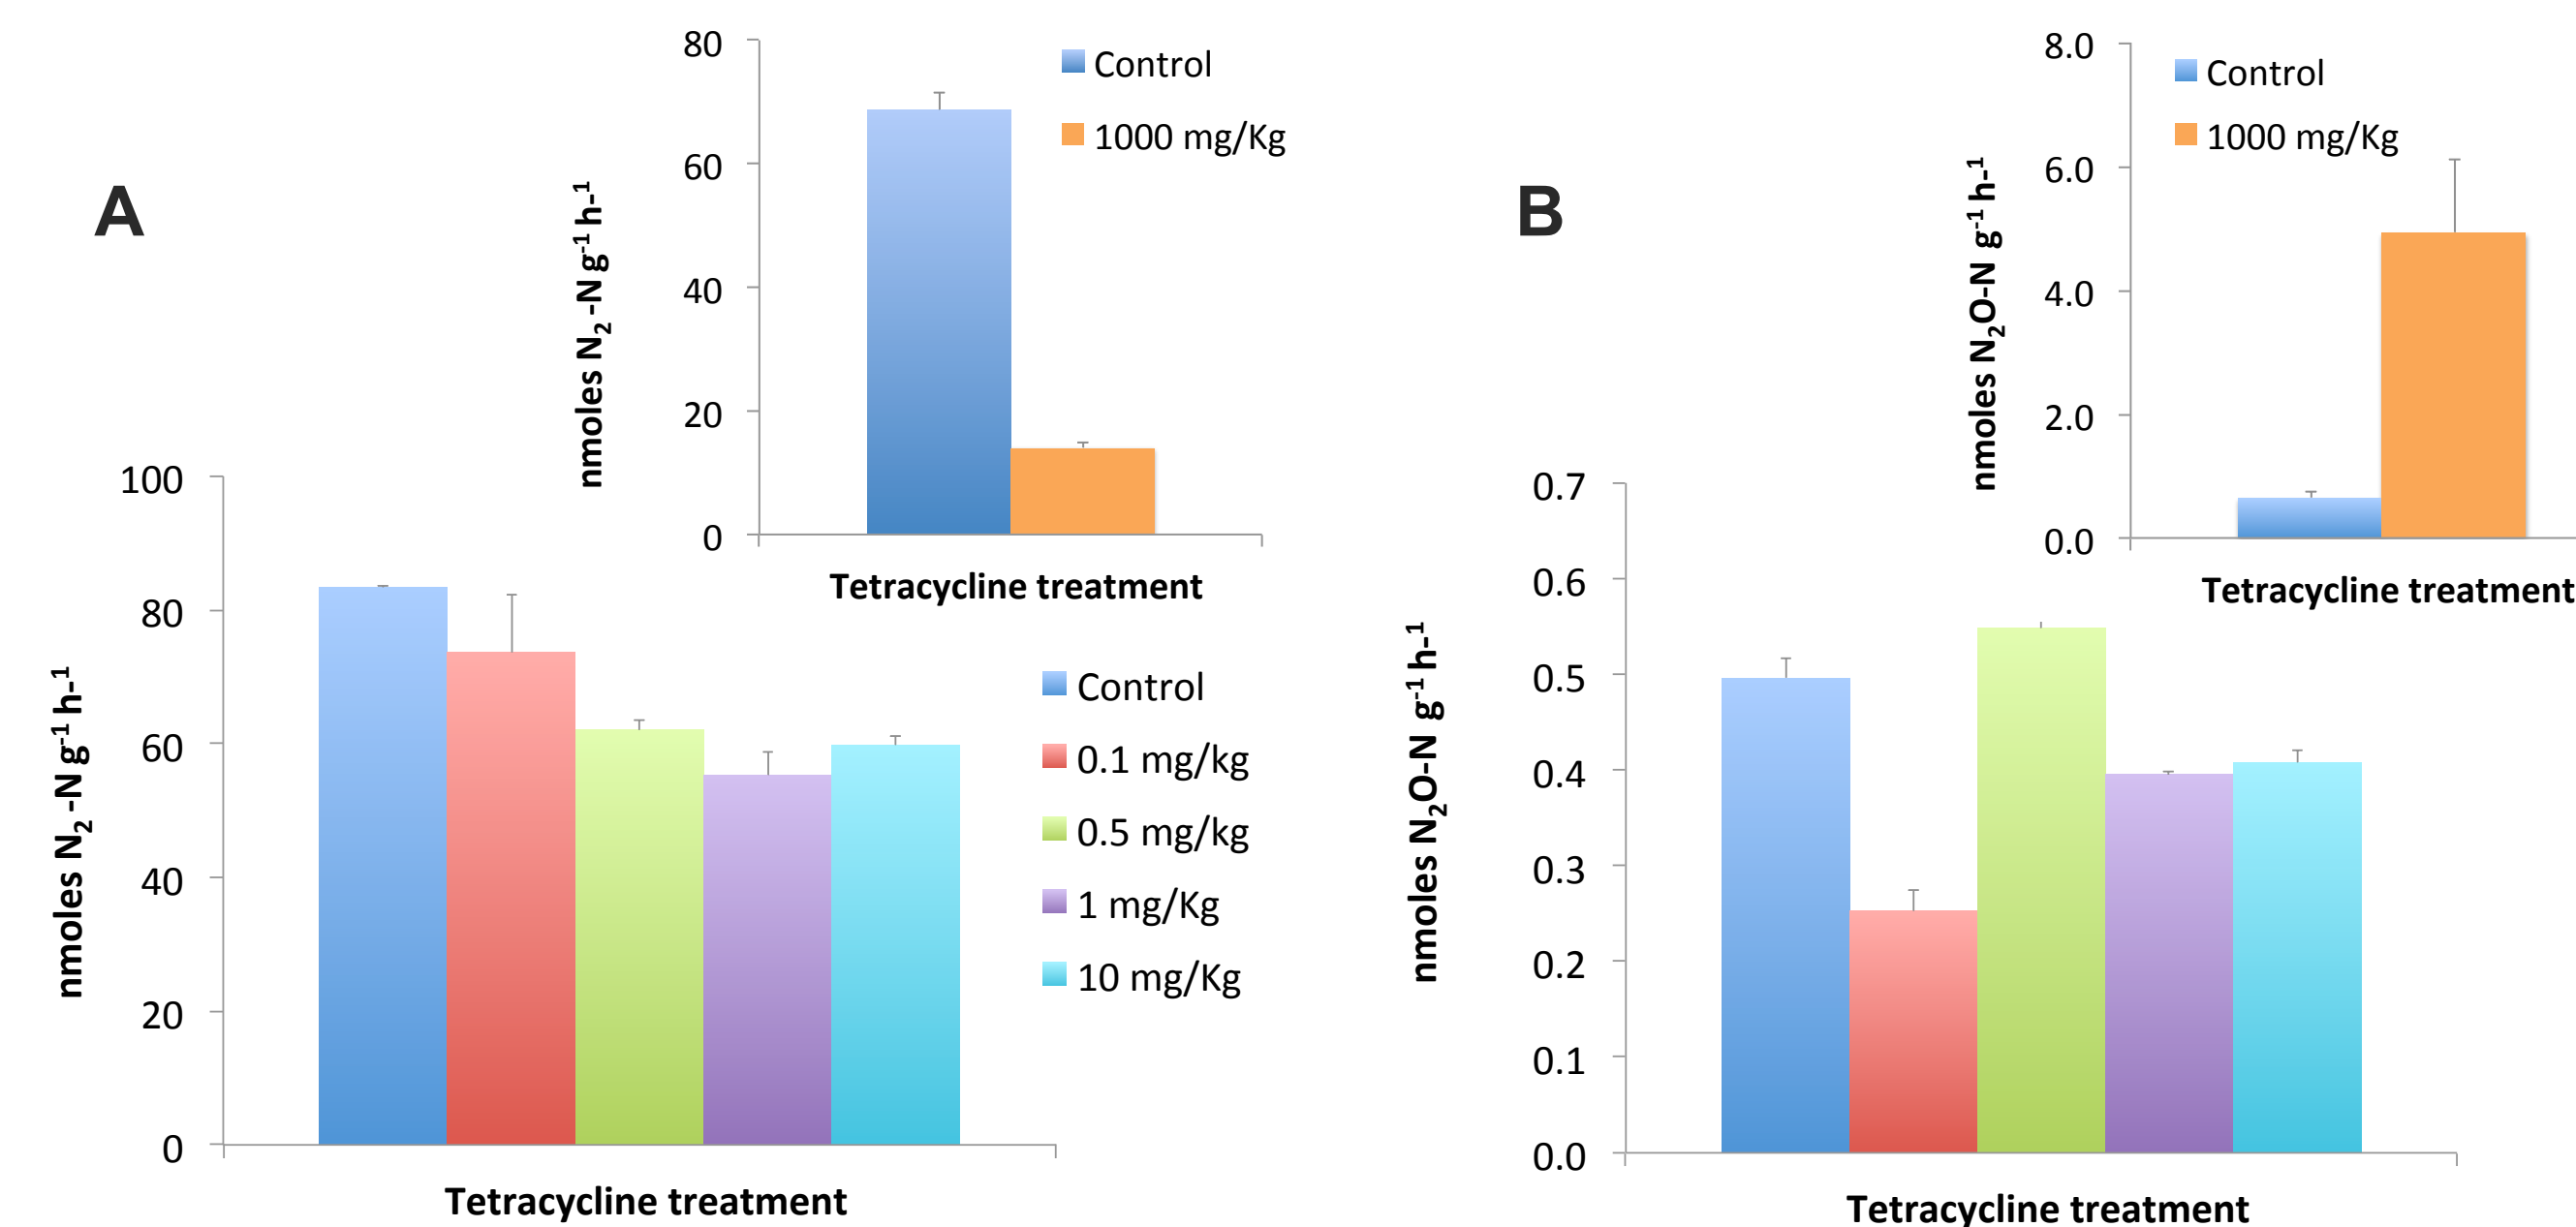 A
nmoles N2 -N g-1 h-1
80
60
40
20
0
Control
1000 mg/Kg
Tetracycline treatment
nmoles N2 -N g-1 h-1
100
80
60
40
20
0
Control
0.1 mg/kg
0.5 mg/kg
1 mg/Kg
10 mg/Kg
Tetracycline treatment
B
nmoles N2O-N g-1 h-1
8.0
6.0
4.0
2.0
0.0
Control
1000 mg/Kg
Tetracycline treatment
nmoles N2O-N g-1 h-1
0.7
0.6
0.5
0.4
0.3
0.2
0.1
0.0
Tetracycline treatment